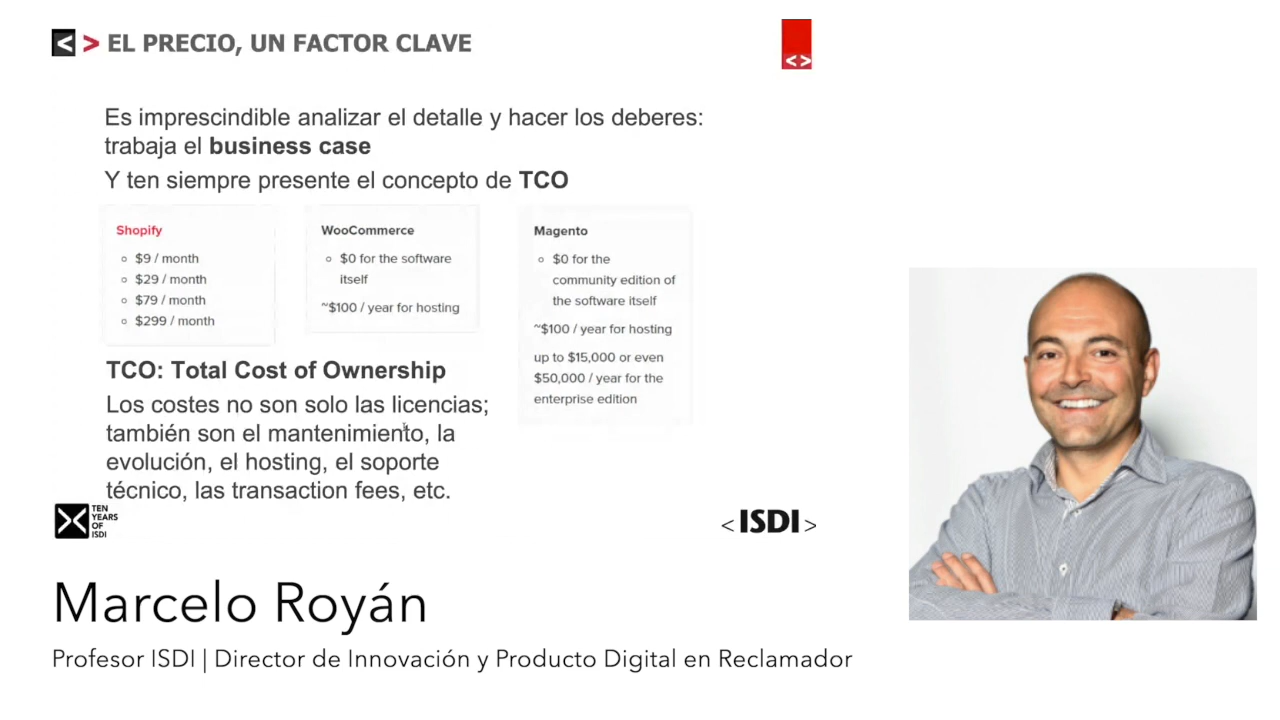 < > EL PRECIO, UN FACTOR CLAVE
< >
Es imprescindible analizar el detalle y hacer los deberes:
trabaja el business case
Y ten siempre presente el concepto de TCO
Shopify
$9 / month
$29 / month
$79 / month
$299 / month
WooCommerce
$0 for the software
itself
~$100 / year for hosting
Magento
$0 for the
community edition of
the software itself
~$100 / year for hosting
up to $15,000 or even
$50,000 / year for the
enterprise edition
TCO: Total Cost of Ownership
Los costes no son solo las licencias;
también son el mantenimiento, la
evolución, el hosting, el soporte
técnico, las transaction fees, etc.
TEN
YEARS
OF
ISDI
<ISDI>
Marcelo Royán
Profesor ISDI | Director de Innovación y Producto Digital en Reclamador